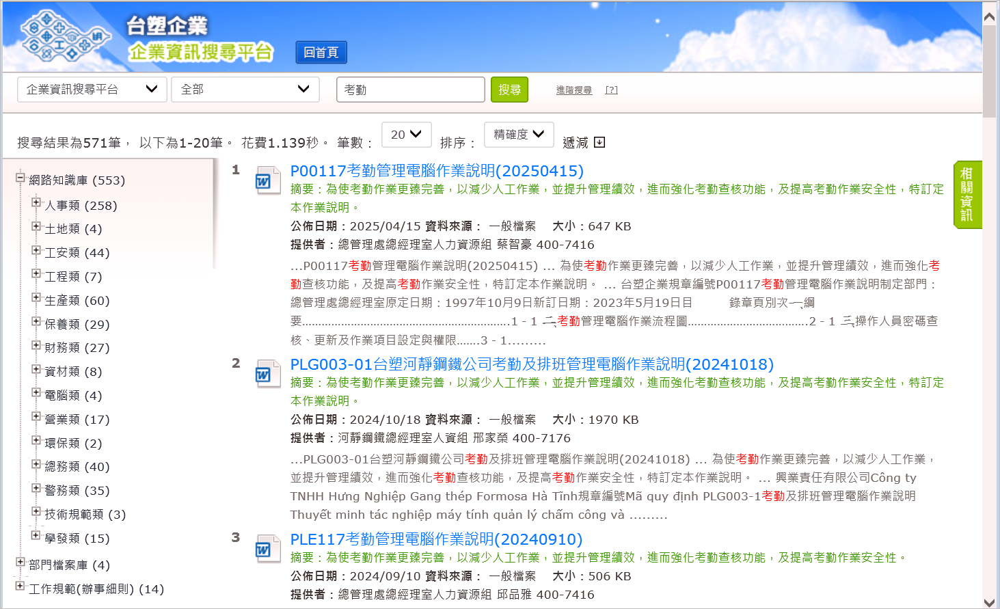 台塑企業
企業資訊搜尋平台
回首頁
企業資訊搜尋平台 全部 考勤 搜尋 進階搜尋 [?]
搜尋結果為571筆， 以下為1-20筆。 花費1.139秒。 筆數： 20 排序： 精確度 遞減
相關資訊
網路知識庫 (553)
人事類 (258)
土地類 (4)
工安類 (44)
工程類 (7)
生產類 (60)
保養類 (29)
財務類 (27)
資材類 (8)
電腦類 (4)
營業類 (17)
環保類 (2)
總務類 (40)
警務類 (35)
技術規範類 (3)
學發類 (15)
部門檔案庫 (4)
工作規範(辦事細則) (14)
1 P00117考勤管理電腦作業說明(20250415)
摘要：為使考勤作業更臻完善，以減少人工作業，並提升管理績效，進而強化考勤查核功能，及提高考勤作業安全性，特訂定
本作業說明。
公佈日期：2025/04/15 資料來源： 一般檔案 大小：647 KB
提供者：總管理處總經理室人力資源組 蔡智豪 400-7416
...P00117考勤管理電腦作業說明(20250415) ... 為使考勤作業更臻完善，以減少人工作業，並提升管理績效，進而強化考
勤查核功能，及提高考勤作業安全性，特訂定本作業說明。 ... 台塑企業規章編號P00117考勤管理電腦作業說明制定部門：
總管理處總經理室原定日期：1997年10月9日新訂日期：2023年5月19日目 錄章頁別次一、綱
要.................................................................1 - 1 二、考勤管理電腦作業流程圖......................................2 - 1 三、操作人員密碼查
核、更新及作業項目設定與權限.......3 - 1.........
2 PLG003-01台塑河靜鋼鐵公司考勤及排班管理電腦作業說明(20241018)
摘要：為使考勤作業更臻完善，以減少人工作業，並提升管理績效，進而強化考勤查核功能，及提高考勤作業安全性，特訂定
本作業說明。
公佈日期：2024/10/18 資料來源： 一般檔案 大小：1970 KB
提供者：河靜鋼鐵總經理室人資組 邢家榮 400-7176
...PLG003-01台塑河靜鋼鐵公司考勤及排班管理電腦作業說明(20241018) ... 為使考勤作業更臻完善，以減少人工作業，
並提升管理績效，進而強化考勤查核功能，及提高考勤作業安全性，特訂定本作業說明。 ... 興業責任有限公司Công ty
TNHH Hưng Nghiệp Gang thép Formosa Hà Tĩnh規章編號Mã quy định PLG003-1考勤及排班管理電腦作業說明
Thuyết minh tác nghiệp máy tính quản lý chấm công và .........
3 PLE117考勤管理電腦作業說明(20240910)
摘要：為使考勤作業更臻完善，以減少人工作業，並提升管理績效，進而強化考勤查核功能，及提高考勤作業安全性。
公佈日期：2024/09/10 資料來源： 一般檔案 大小：506 KB
提供者：總管理處總經理室人力資源組 邱品雅 400-7416